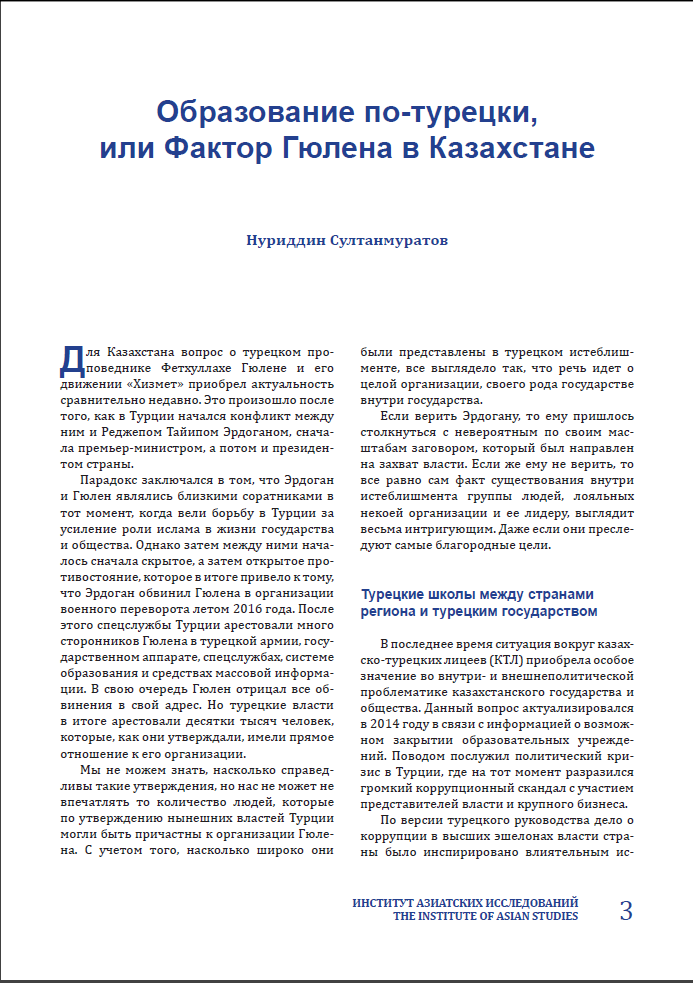 Образование по-турецки,
или Фактор Гюлена в Казахстане
Нуриддин Султанмуратов
Для Казахстана вопрос о турецком про-
поведнике Фетхуллахе Гюлене и его
движении «Хизмет» приобрел актуальность
сравнительно недавно. Это произошло после
того, как в Турции начался конфликт между
ним и Реджепом Тайипом Эрдоганом, снача-
ла премьер-министром, а потом и президен-
том страны.
Парадокс заключался в том, что Эрдоган
и Гюлен являлись близкими соратниками в
тот момент, когда вели борьбу в Турции за
усиление роли ислама в жизни государства
и общества. Однако затем между ними нача-
лось сначала скрытое, а затем открытое про-
тивостояние, которое в итоге привело к тому,
что Эрдоган обвинил Гюлена в организации
военного переворота летом 2016 года. После
этого спецслужбы Турции арестовали много
сторонников Гюлена в турецкой армии, госу-
дарственном аппарате, спецслужбах, системе
образования и средствах массовой информа-
ции. В свою очередь Гюлен отрицал все об-
винения в свой адрес. Но турецкие власти
в итоге арестовали десятки тысяч человек,
которые, как они утверждали, имели прямое
отношение к его организации.
Мы не можем знать, насколько справед-
ливы такие утверждения, но нас не может не
впечатлять то количество людей, которые
по утверждению нынешних властей Турции
могли быть причастны к организации Гюле-
на. С учетом того, насколько широко они
были представлены в турецком истеблиш-
менте, все выглядело так, что речь идет о
целой организации, своего рода государстве
внутри государства.
Если верить Эрдогану, то ему пришлось
столкнуться с невероятным по своим мас-
штабам заговором, который был направлен
на захват власти. Если же ему не верить, то
все равно сам факт существования внутри
истеблишмента группы людей, лояльных
некоей организации и ее лидеру, выглядит
весьма интригующим. Даже если они пресле-
дуют самые благородные цели.
Турецкие школы между странами
региона и турецким государством
В последнее время ситуация вокруг казах-
ско-турецких лицеев (КТЛ) приобрела особое
значение во внутри- и внешнеполитической
проблематике казахстанского государства и
общества. Данный вопрос актуализировался
в 2014 году в связи с информацией о возмож-
ном закрытии образовательных учрежде-
ний. Поводом послужил политический кри-
зис в Турции, где на тот момент разразился
громкий коррупционный скандал с участием
представителей власти и крупного бизнеса.
По версии турецкого руководства дело о
коррупции в высших эшелонах власти стра-
ны было инспирировано влиятельным ис-
ИНСТИТУТ АЗИАТСКИХ ИССЛЕДОВАНИЙ
THE INSTITUTE OF ASIAN STUDIES
3